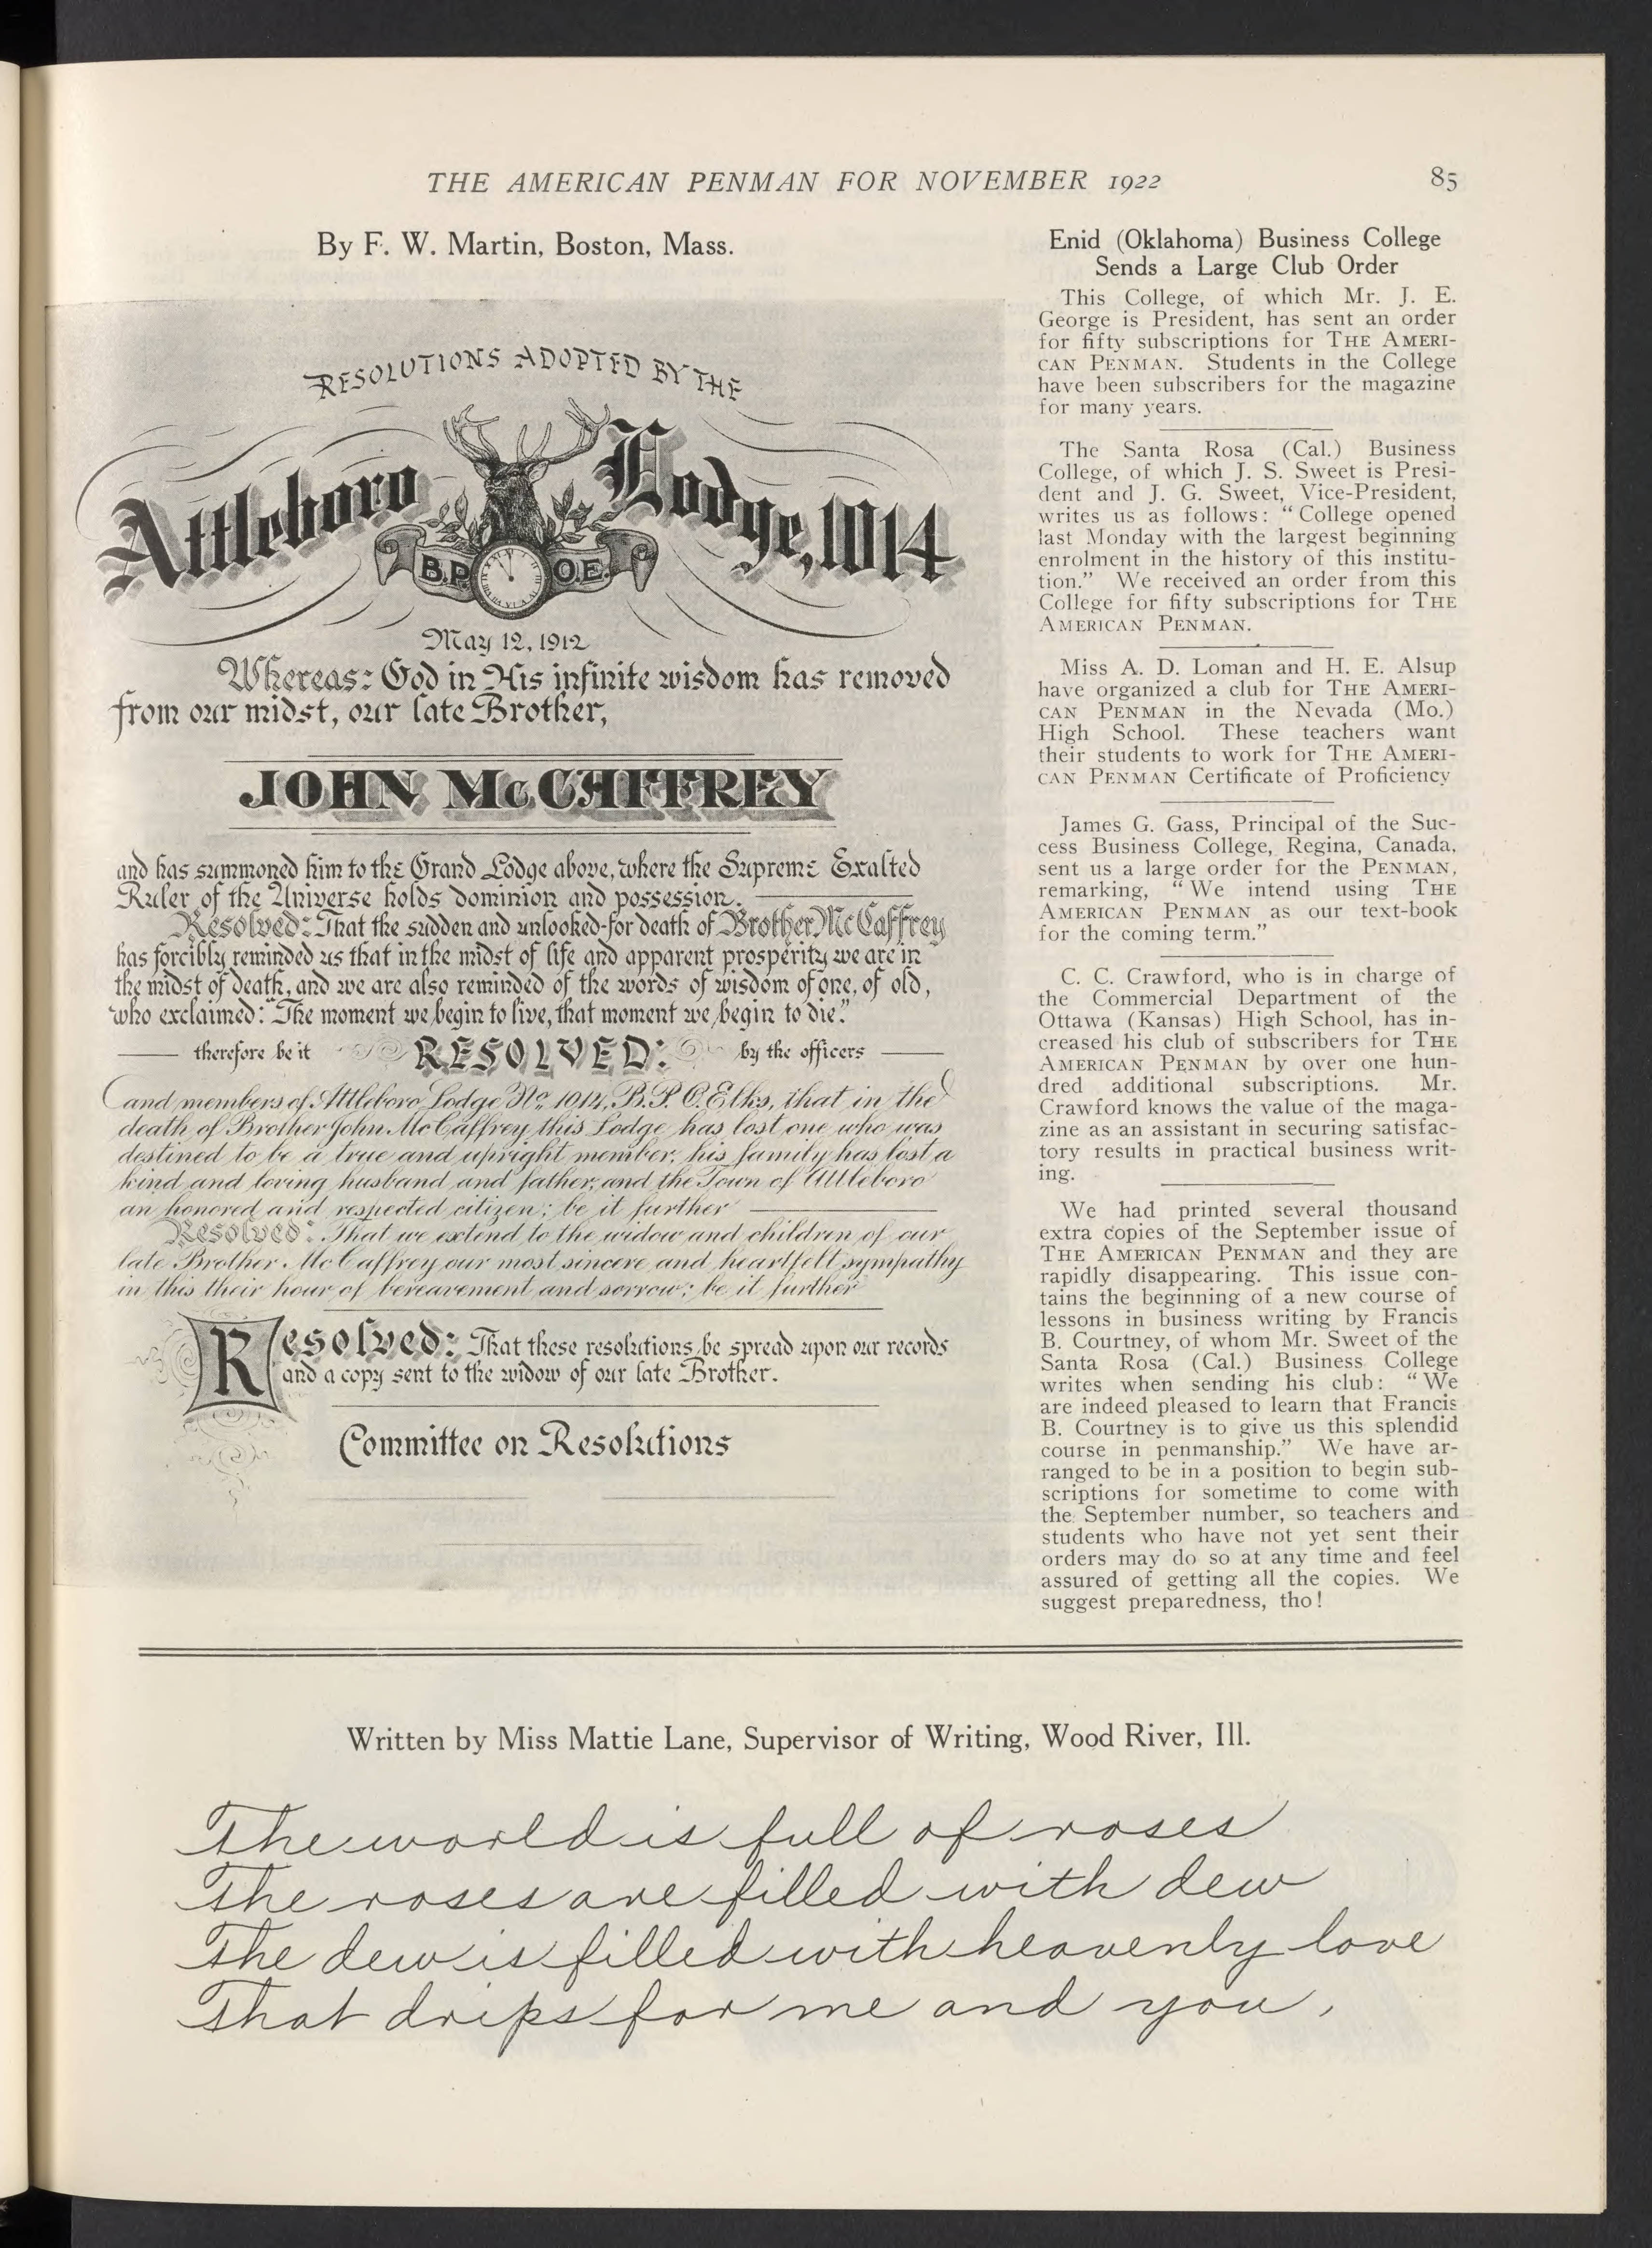 THE AMERICAN PENMAN FOR NOVEMBER 1922
85
By F. W. Martin, Boston, Mass.
RESOLUTIONS ADOPTED BY THE
Attleboro Lodge, 1014
B.P.O.E.
May 12, 1912
Whereas: God in His infinite wisdom has removed
from our midst, our late Brother,
JOHN McCAFFREY
and has summoned him to the Grand Lodge above, where the Supreme Exalted
Ruler of the Universe holds dominion and possession.
Resolved: That the sudden and unlooked-for death of Brother McCaffrey
has forcibly reminded us that in the midst of life and apparent prosperity we are in
the midst of death, and we are also reminded of the words of wisdom of one, of old,
who exclaimed: "The moment we begin to live, that moment we begin to die."
therefore be it RESOLVED: by the officers
and members of Attleboro Lodge No. 1014, B. P. O. Elks, that in the
death of Brother John McCaffrey this Lodge has lost one who was
destined to be a true and upright member; his family has lost a
kind and loving husband and father; and the Town of Attleboro
an honored and respected citizen; be it further
Resolved: That we extend to the widow and children of our
late Brother McCaffrey our most sincere and heartfelt sympathy
in this their hour of bereavement and sorrow; be it further
Resolved: That these resolutions be spread upon our records
and a copy sent to the widow of our late Brother.
Committee on Resolutions
Enid (Oklahoma) Business College
Sends a Large Club Order
This College, of which Mr. J. E.
George is President, has sent an order
for fifty subscriptions for THE AMERI-
CAN PENMAN. Students in the College
have been subscribers for the magazine
for many years.
The Santa Rosa (Cal.) Business
College, of which J. S. Sweet is Presi-
dent and J. G. Sweet, Vice-President,
writes us as follows: "College opened
last Monday with the largest beginning
enrolment in the history of this institu-
tion." We received an order from this
College for fifty subscriptions for THE
AMERICAN PENMAN.
Miss A. D. Loman and H. E. Alsup
have organized a club for THE AMERI-
CAN PENMAN in the Nevada (Mo.)
High School. These teachers want
their students to work for THE AMERI-
CAN PENMAN Certificate of Proficiency
James G. Gass, Principal of the Suc-
cess Business College, Regina, Canada,
sent us a large order for the PENMAN,
remarking, "We intend using THE
AMERICAN PENMAN as our text-book
for the coming term."
C. C. Crawford, who is in charge of
the Commercial Department of the
Ottawa (Kansas) High School, has in-
creased his club of subscribers for THE
AMERICAN PENMAN by over one hun-
dred additional subscriptions. Mr.
Crawford knows the value of the maga-
zine as an assistant in securing satisfac-
tory results in practical business writ-
ing.
We had printed several thousand
extra copies of the September issue of
THE AMERICAN PENMAN and they are
rapidly disappearing. This issue con-
tains the beginning of a new course of
lessons in business writing by Francis
B. Courtney, of whom Mr. Sweet of the
Santa Rosa (Cal.) Business College
writes when sending his club: "We
are indeed pleased to learn that Francis
B. Courtney is to give us this splendid
course in penmanship." We have ar-
ranged to be in a position to begin sub-
scriptions for sometime to come with
the September number, so teachers and
students who have not yet sent their
orders may do so at any time and feel
assured of getting all the copies. We
suggest preparedness, tho!
Written by Miss Mattie Lane, Supervisor of Writing, Wood River, Ill.
The world is full of roses
The roses are filled with dew
The dew is filled with heavenly love
That drips for me and you.